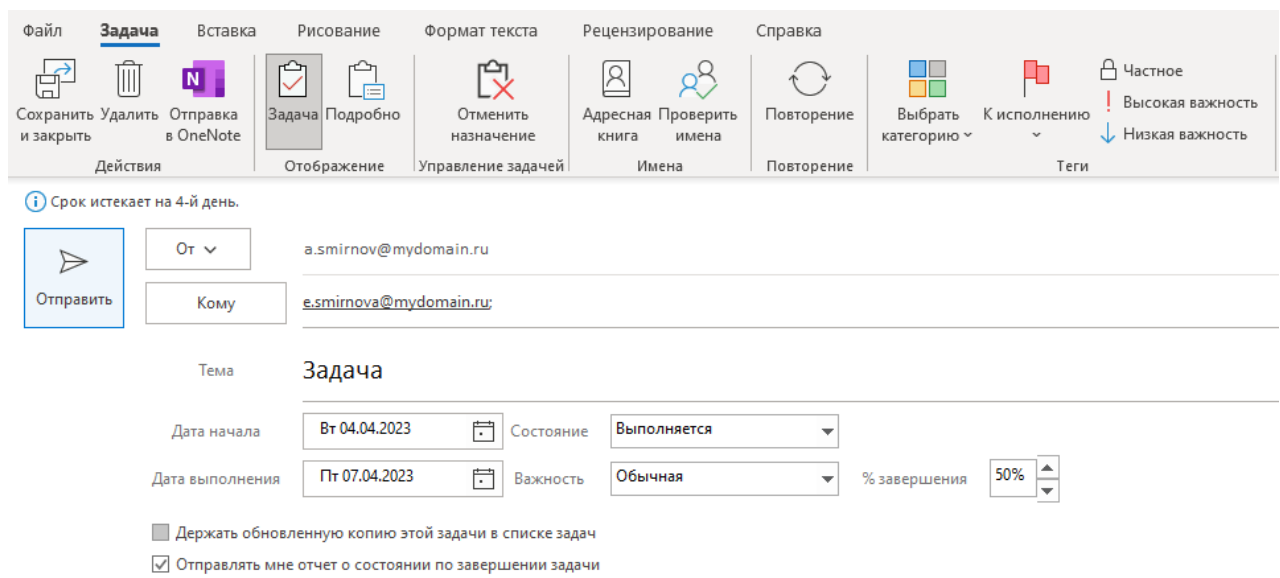 Файл Задача Вставка Рисование Формат текста Рецензирование Справка
Сохранить и закрыть Удалить Отправка в OneNote Задача Подробно Отменить назначение Адресная книга Проверить имена Повторение Выбрать категорию К исполнению Частное
Высокая важность
Низкая важность
Действия Отображение Управление задачей Имена Повторение Теги
Срок истекает на 4-й день.
От a.smirnov@mydomain.ru
Отправить Кому e.smirnova@mydomain.ru;
Тема Задача
Дата начала Вт 04.04.2023 Состояние Выполняется
Дата выполнения Пт 07.04.2023 Важность Обычная % завершения 50%
Держать обновленную копию этой задачи в списке задач
Отправлять мне отчет о состоянии по завершении задачи